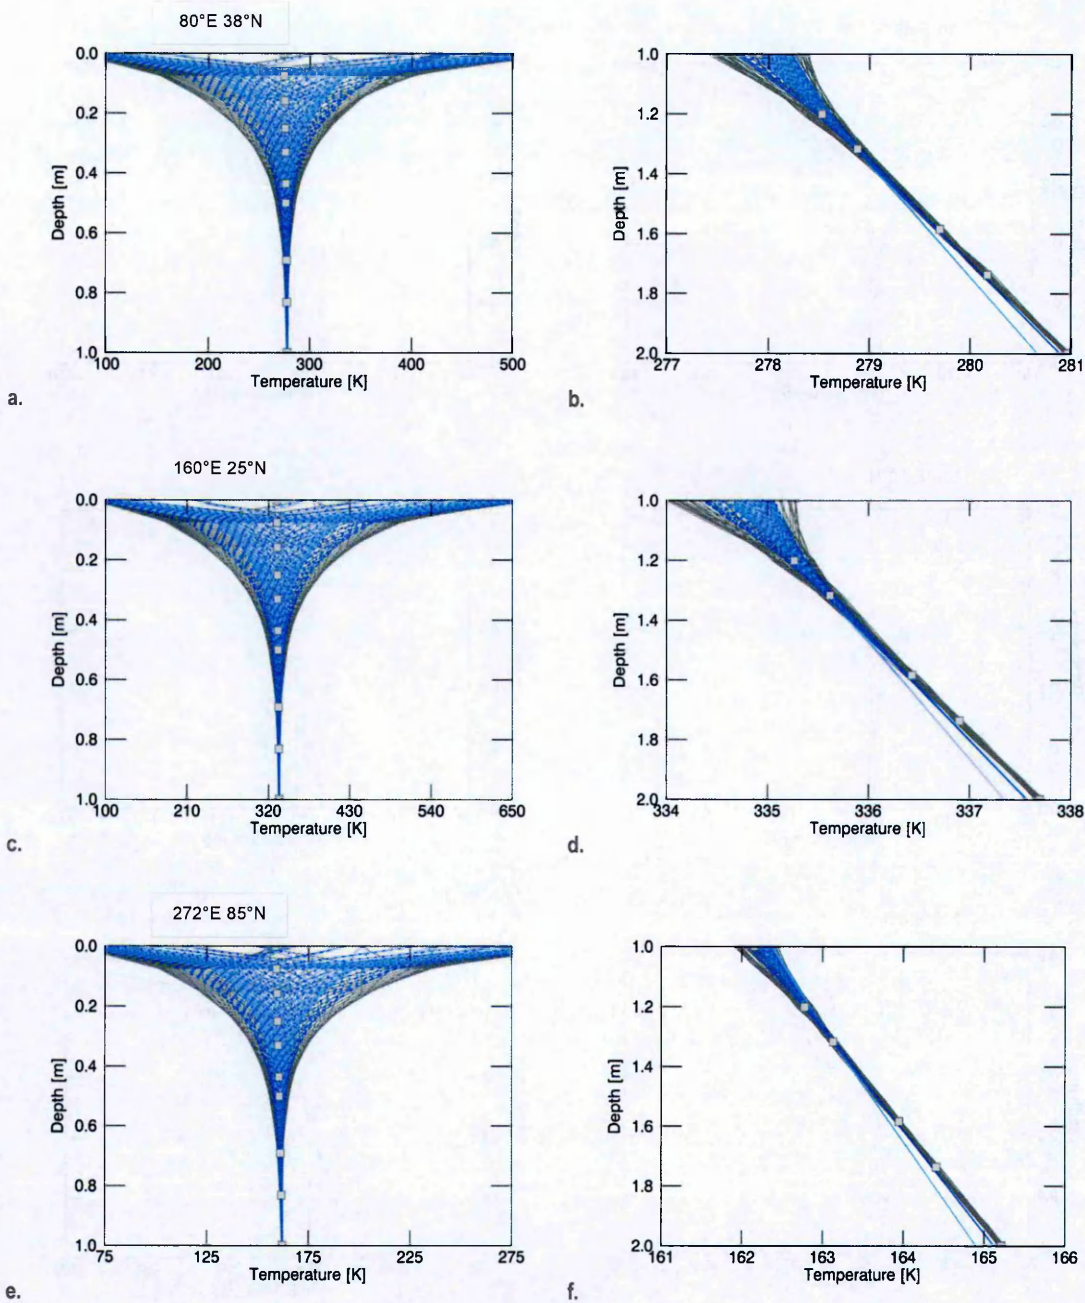 80°E 38°N
0.0
0.2
0.4
0.6
0.8
1.0
Depth [m]
100 200 300 400 500
Temperature [K]
a.
1.0
1.2
1.4
1.6
1.8
2.0
Depth [m]
277 278 279 280 281
Temperature [K]
b.
160°E 25°N
0.0
0.2
0.4
0.6
0.8
1.0
Depth [m]
100 210 320 430 540 650
Temperature [K]
c.
1.0
1.2
1.4
1.6
1.8
2.0
Depth [m]
334 335 336 337 338
Temperature [K]
d.
272°E 85°N
0.0
0.2
0.4
0.6
0.8
1.0
Depth [m]
75 125 175 225 275
Temperature [K]
e.
1.0
1.2
1.4
1.6
1.8
2.0
Depth [m]
161 162 163 164 165 166
Temperature [K]
f.